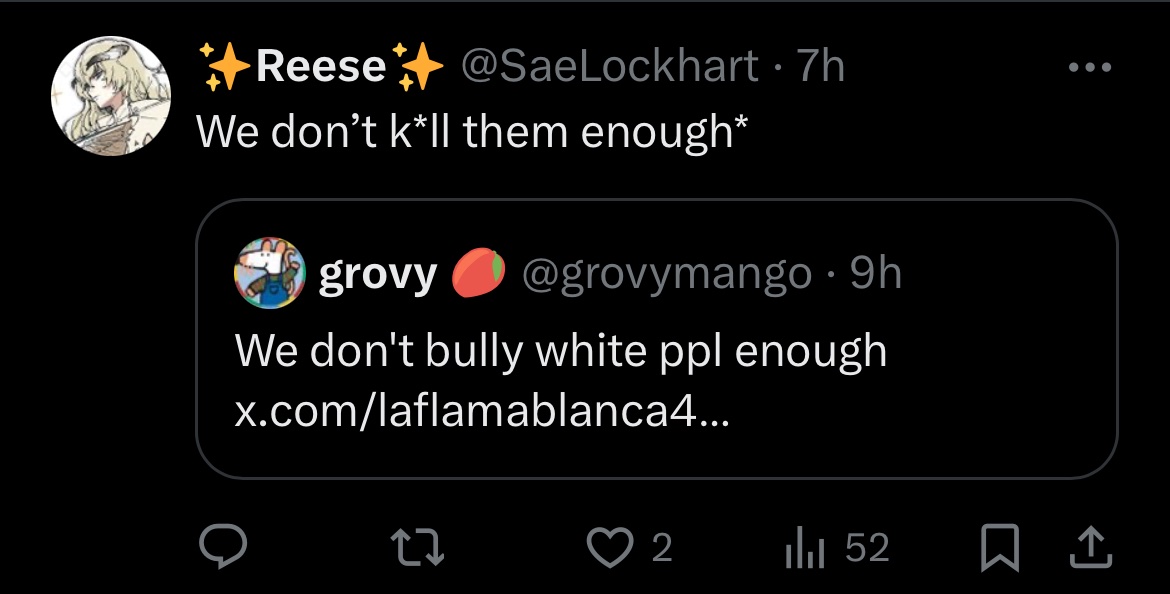 ✨Reese✨ @SaeLockhart · 7h
We don’t k*ll them enough*
grovy 🥭 @grovymango · 9h
We don't bully white ppl enough
x.com/laflamablanca4...
2
52